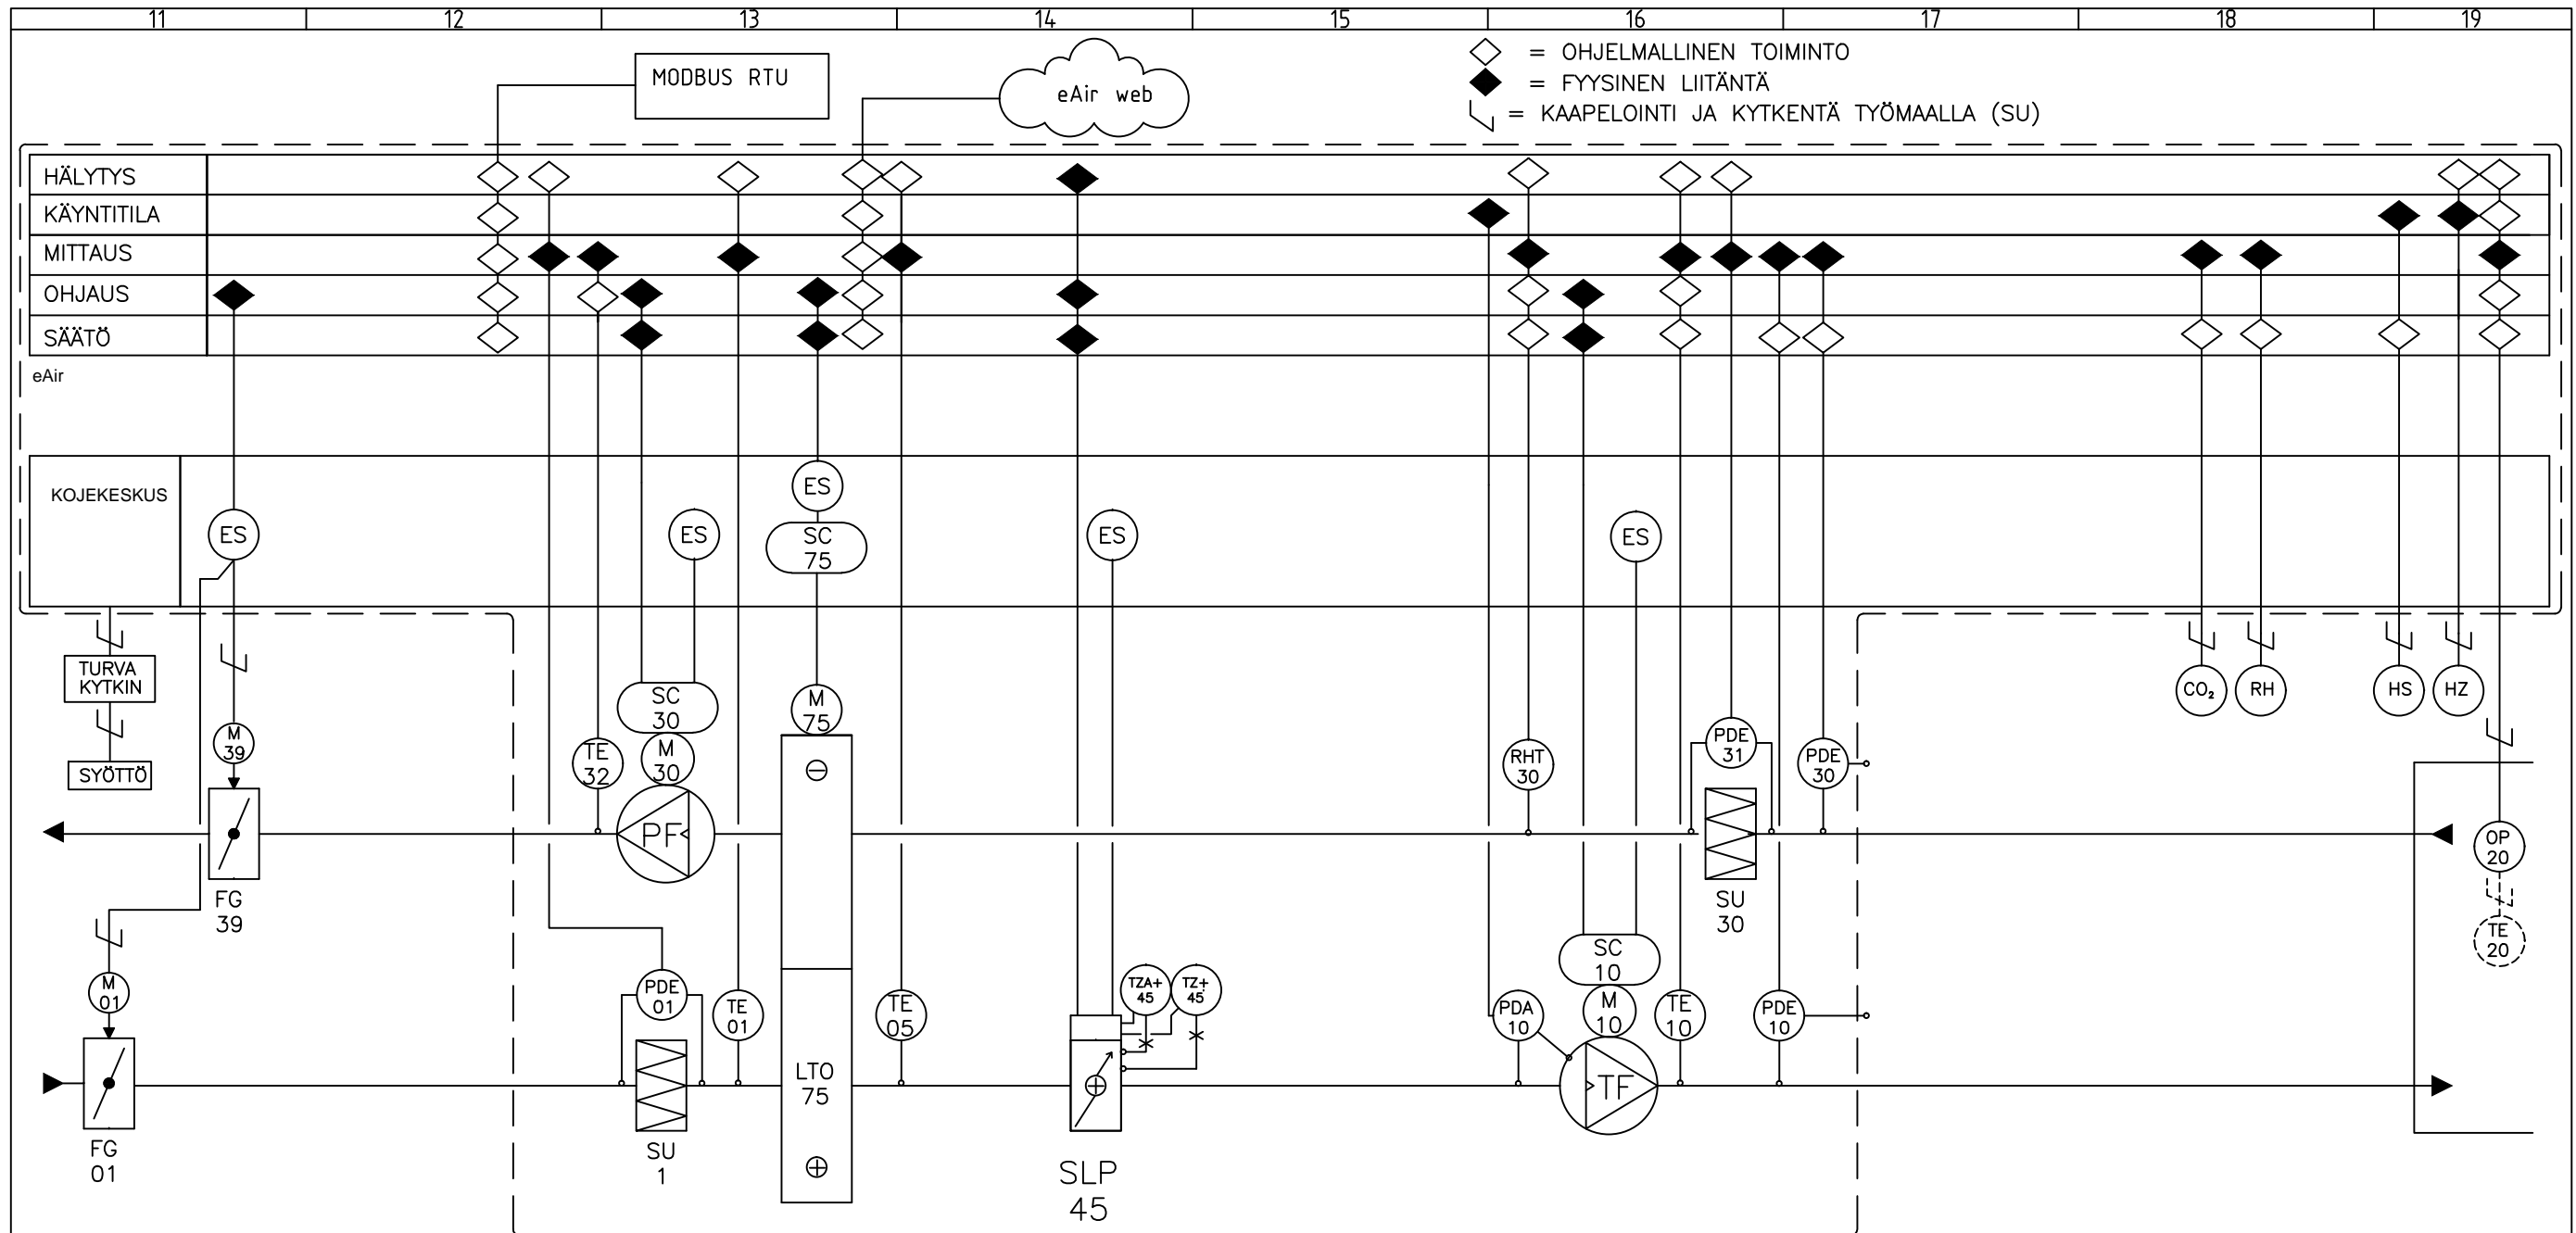 11 12 13 14 15 16 17 18 19
MODBUS RTU
eAir web
= OHJELMALLINEN TOIMINTO
= FYYSINEN LIITÄNTÄ
= KAAPELOINTI JA KYTKENTÄ TYÖMAALLA (SU)
HÄLYTYS
KÄYNTITILA
MITTAUS
OHJAUS
SÄÄTÖ
eAir
KOJEKESKUS
ES
ES
ES
SC
75
ES
ES
TURVA
KYTKIN
SYÖTTÖ
M
39
TE
32
SC
30
M
30
M
75
RHT
30
PDE
31
PDE
30
CO₂
RH
HS
HZ
PF
FG
39
SU
30
OP
20
TE
20
M
01
PDE
01
TE
01
TE
05
TZA+
45
TZ+
45
PDA
10
SC
10
M
10
TE
10
PDE
10
LTO
75
TF
FG
01
SU
1
SLP
45